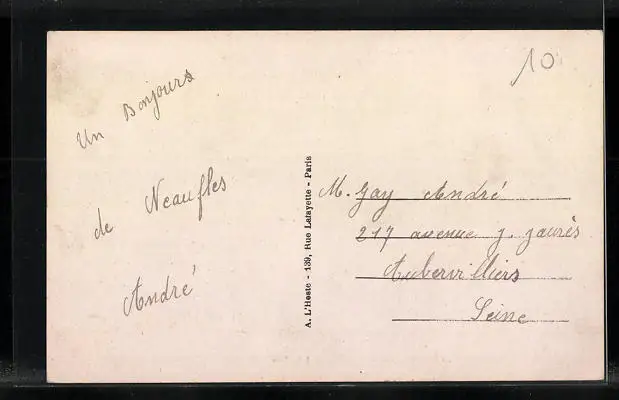 10
Un Bonjours
de Neaufles
André
A. L'Hoste - 139, Rue Lafayette - Paris
M. Gay André
217 avenue J. Jaurès
Aubervilliers
Seine